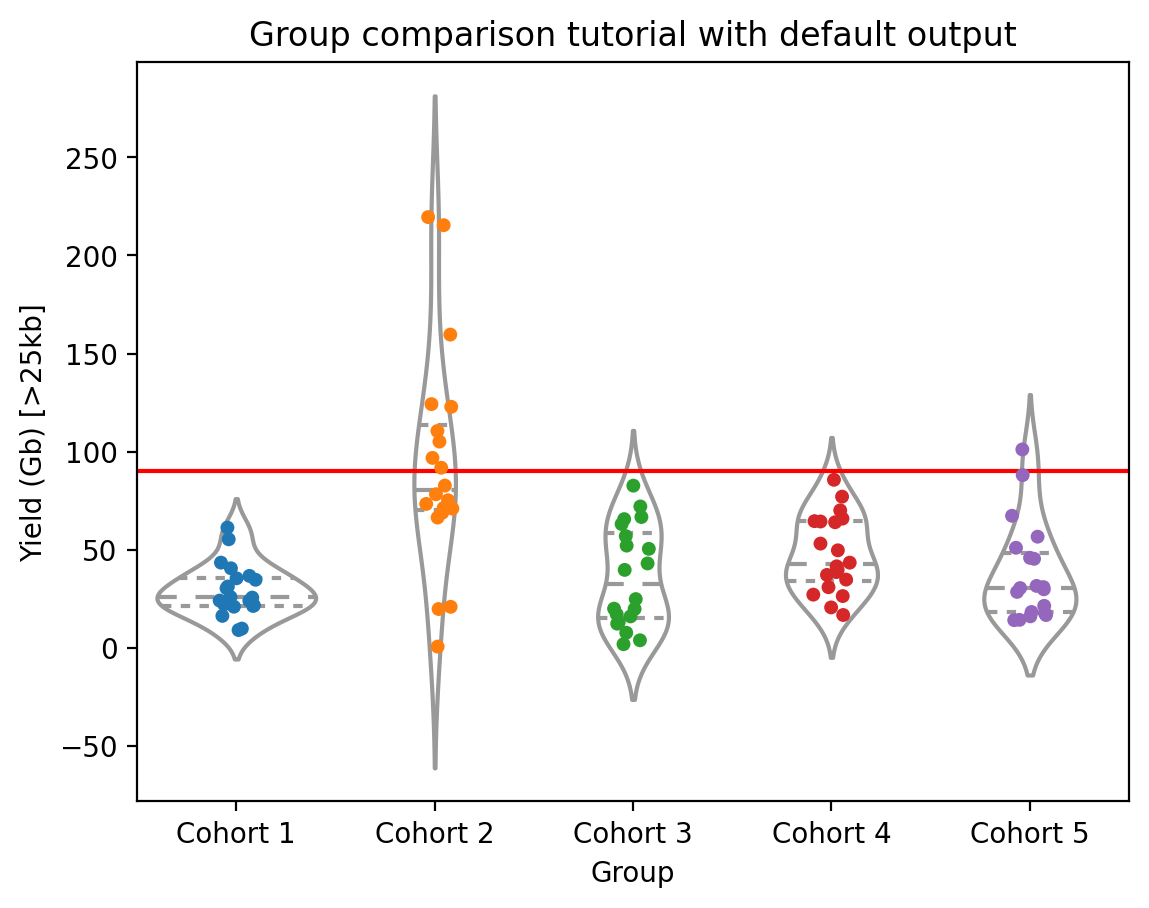 Group comparison tutorial with default output
Yield (Gb) [>25kb]
250
200
150
100
50
0
−50
Cohort 1
Cohort 2
Cohort 3
Cohort 4
Cohort 5
Group